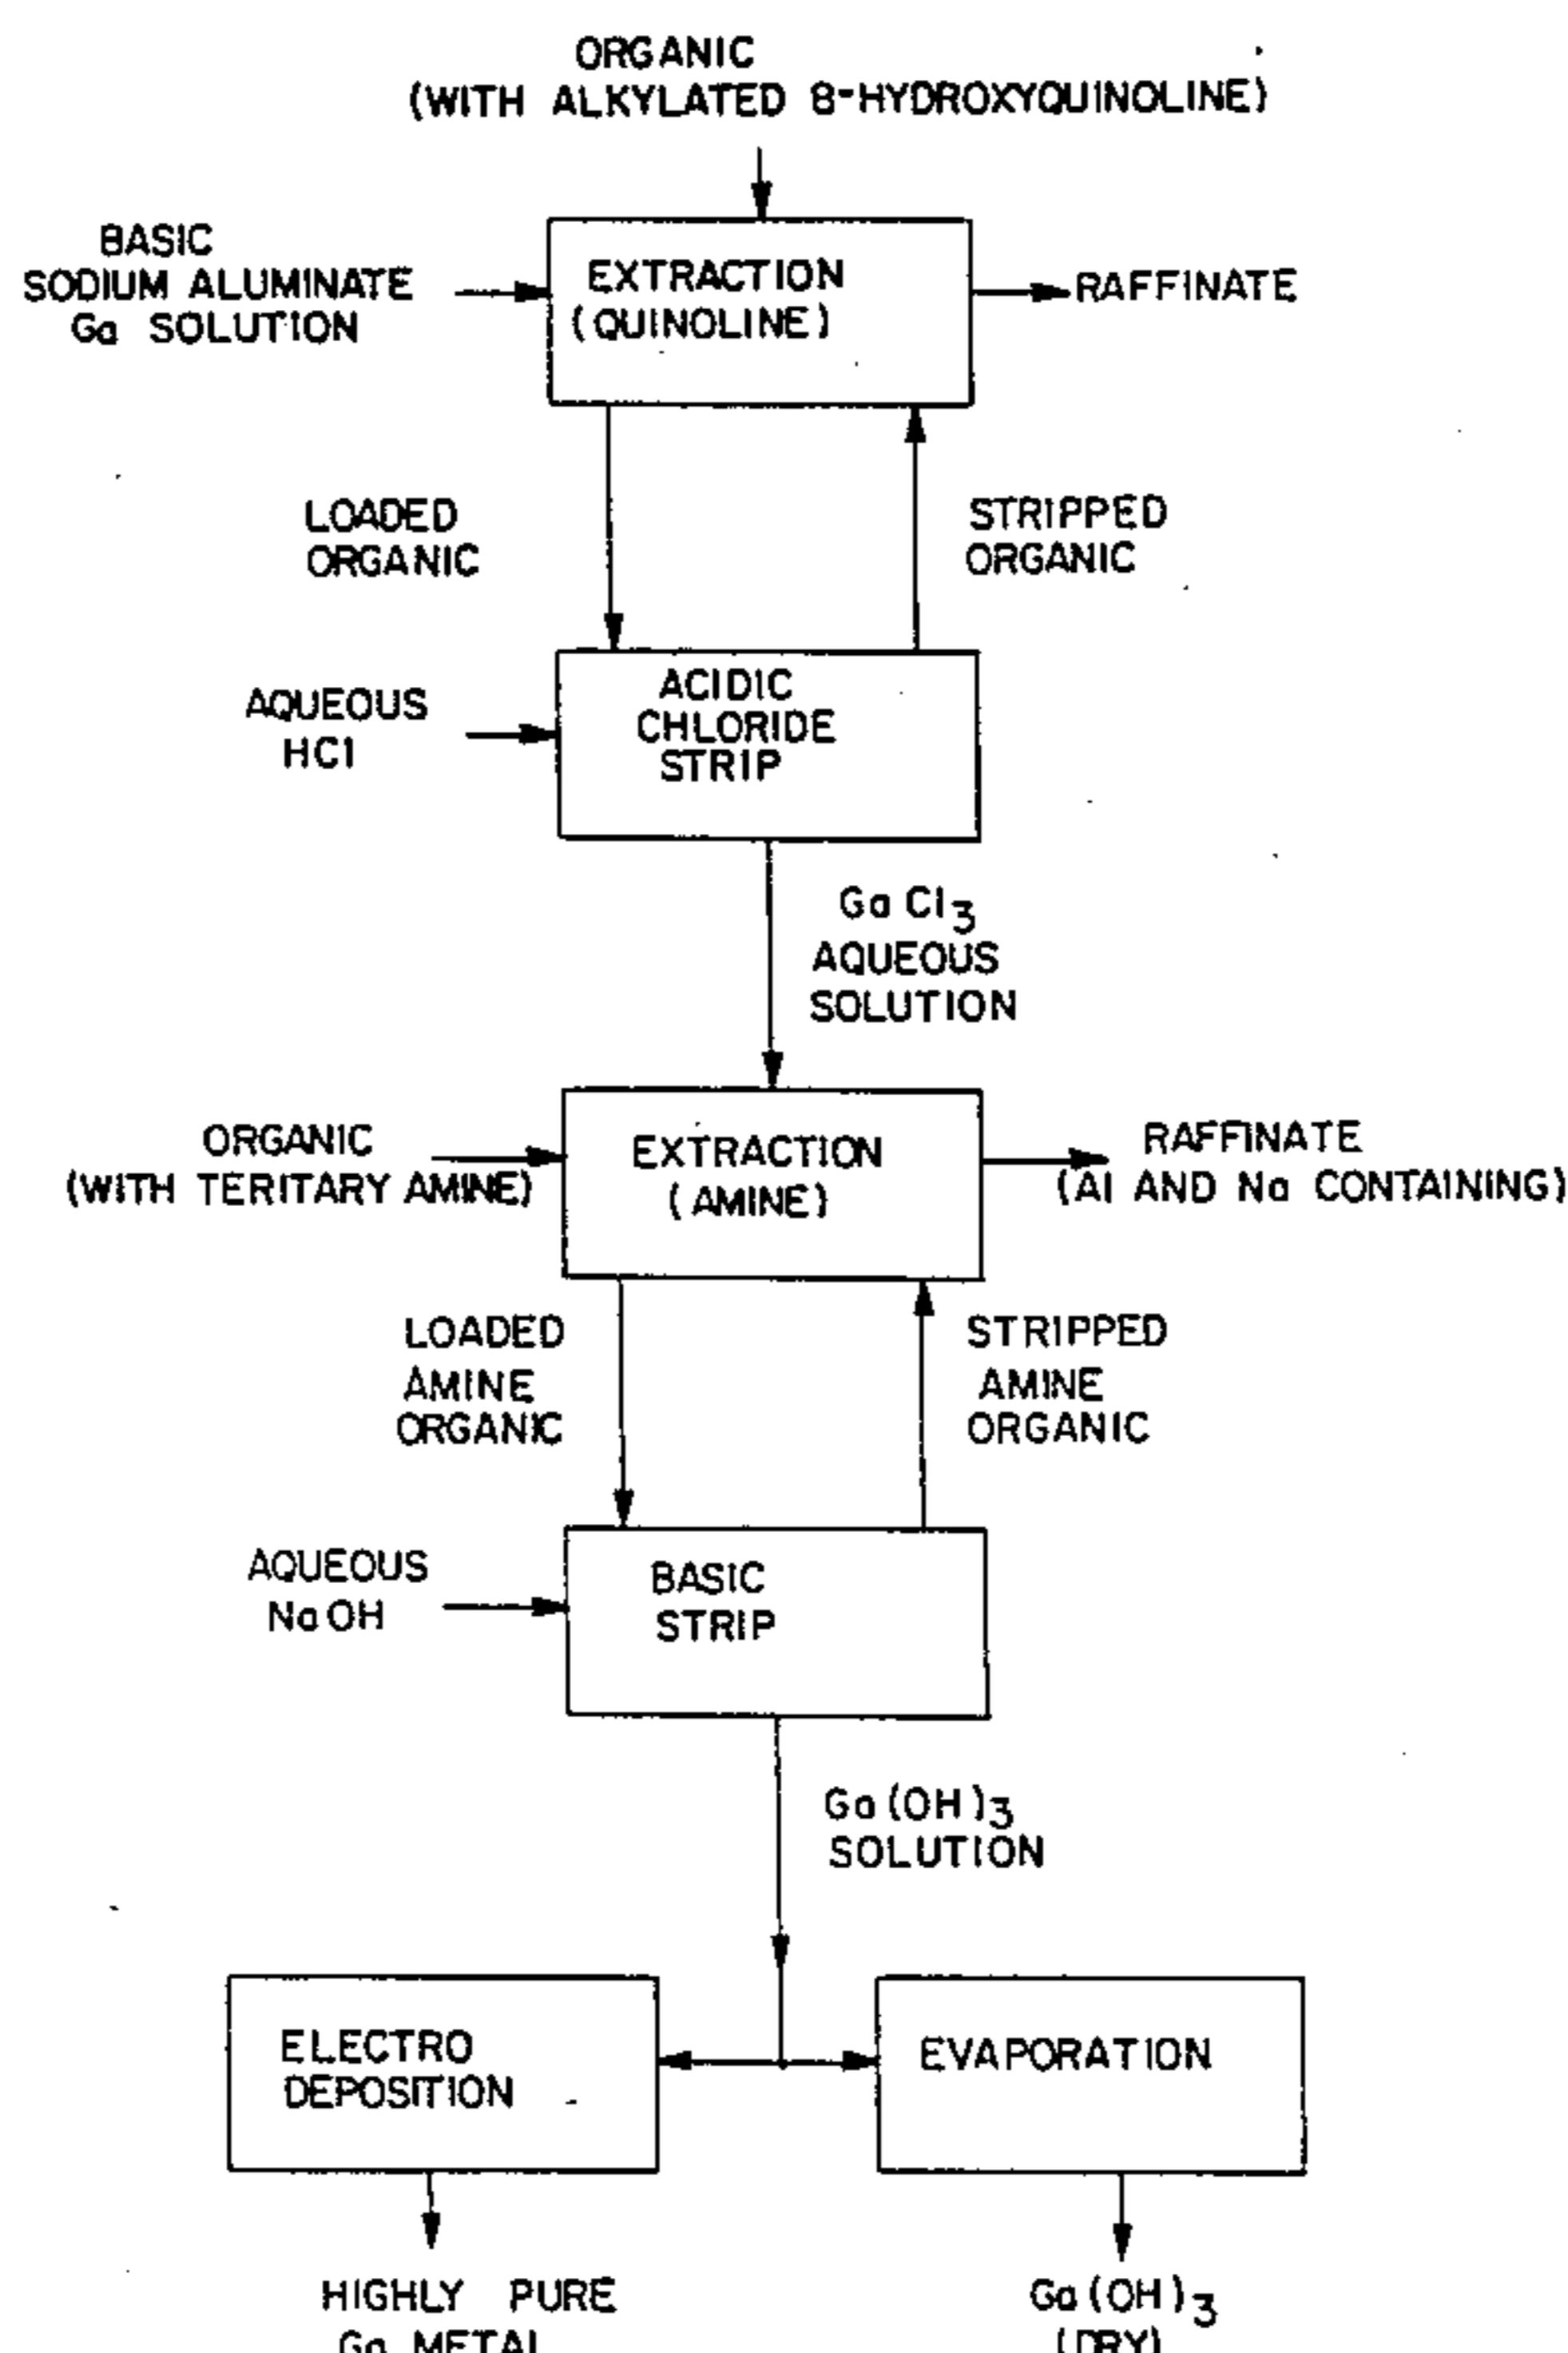 ORGANIC
(WITH ALKYLATED 8-HYDROXYQUINOLINE)
BASIC
SODIUM ALUMINATE
Ga SOLUTION
EXTRACTION
(QUINOLINE)
RAFFINATE
LOADED
ORGANIC
STRIPPED
ORGANIC
AQUEOUS
HCl
ACIDIC
CHLORIDE
STRIP
Ga Cl3
AQUEOUS
SOLUTION
ORGANIC
(WITH TERITARY AMINE)
EXTRACTION
(AMINE)
RAFFINATE
(Al AND Na CONTAINING)
LOADED
AMINE
ORGANIC
STRIPPED
AMINE
ORGANIC
AQUEOUS
NaOH
BASIC
STRIP
Ga(OH)3
SOLUTION
ELECTRO
DEPOSITION
EVAPORATION
HIGHLY PURE
Ga METAL
Ga(OH)3
(DRY)